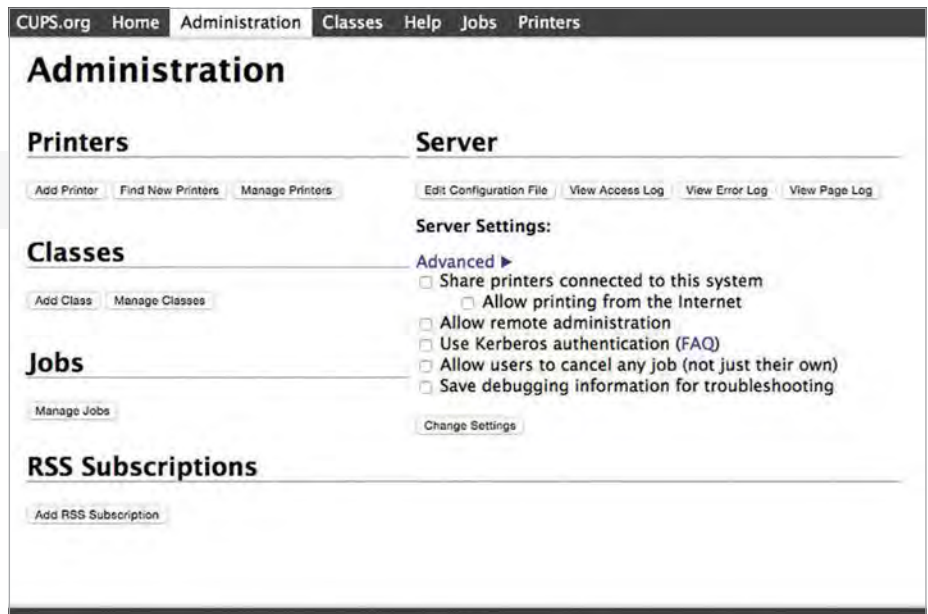 CUPS.org Home Administration Classes Help Jobs Printers
Administration
Printers
Add Printer Find New Printers Manage Printers
Classes
Add Class Manage Classes
Jobs
Manage Jobs
Server
Edit Configuration File View Access Log View Error Log View Page Log
Server Settings:
Advanced ▶
Share printers connected to this system
Allow printing from the Internet
Allow remote administration
Use Kerberos authentication (FAQ)
Allow users to cancel any job (not just their own)
Save debugging information for troubleshooting
Change Settings
RSS Subscriptions
Add RSS Subscription